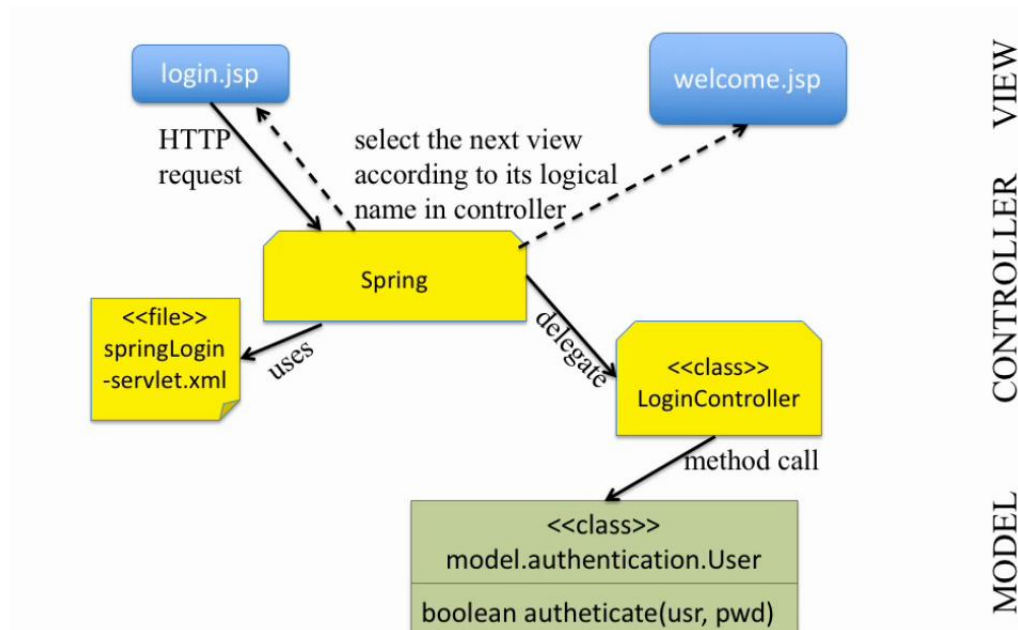 login.jsp
welcome.jsp
VIEW
HTTP
request
select the next view
according to its logical
name in controller
CONTROLLER
Spring
<<file>>
springLogin
-servlet.xml
uses
delegate
<<class>>
LoginController
method call
MODEL
<<class>>
model.authentication.User
boolean autheticate(usr, pwd)